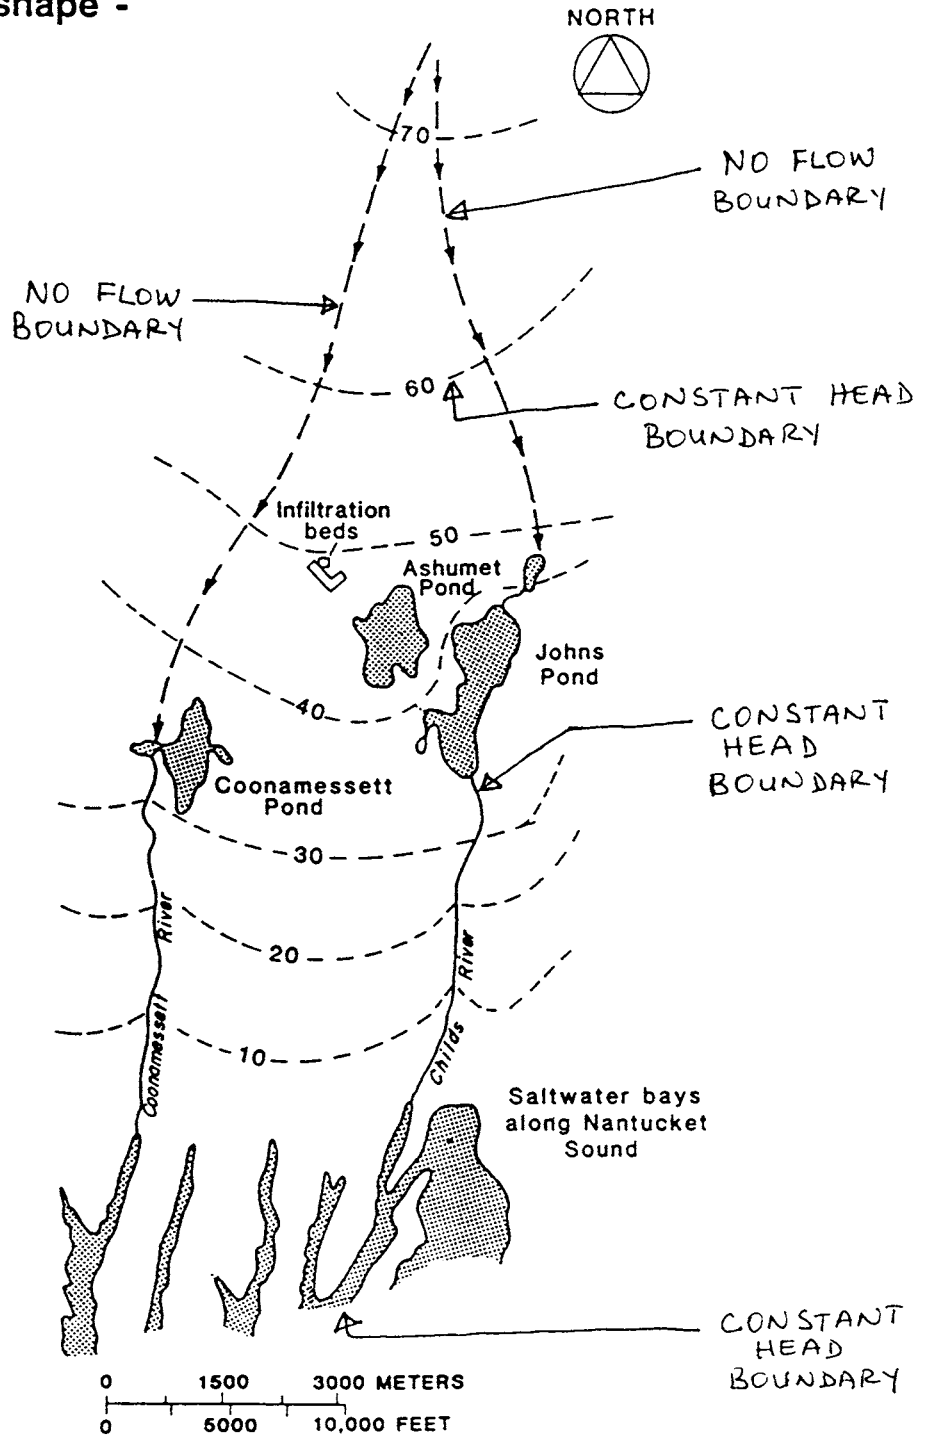 shape -
NORTH
70
NO FLOW
BOUNDARY
NO FLOW
BOUNDARY
60
CONSTANT HEAD
BOUNDARY
Infiltration
beds
50
Ashumet
Pond
Johns
Pond
40
CONSTANT
HEAD
BOUNDARY
Coonamessett
Pond
30
River
20
River
Coonamessett
10
Childs
Saltwater bays
along Nantucket
Sound
CONSTANT
HEAD
BOUNDARY
0 1500 3000 METERS
0 5000 10,000 FEET